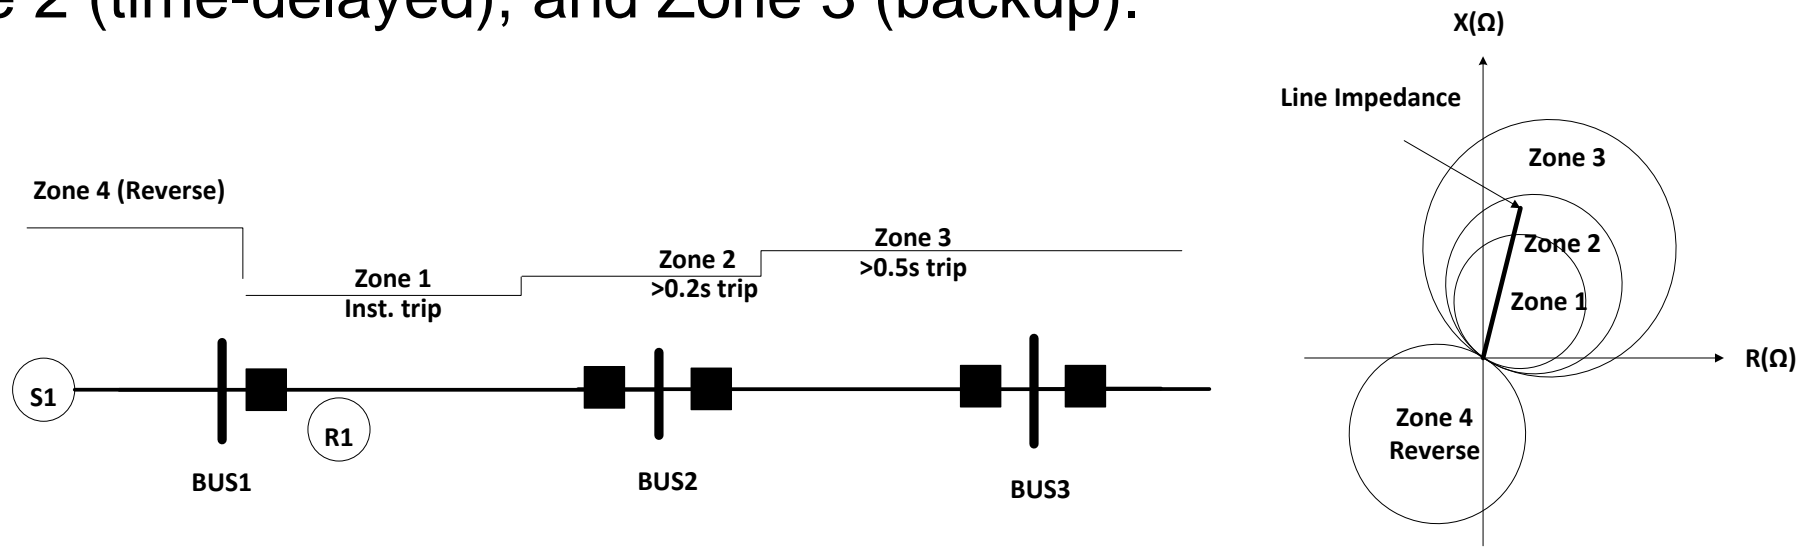 2 (time-delayed), and Zone 3 (backup).
Zone 4 (Reverse)
Zone 1
Inst. trip
Zone 2
>0.2s trip
Zone 3
>0.5s trip
S1
R1
BUS1
BUS2
BUS3
X(Ω)
Line Impedance
Zone 3
Zone 2
Zone 1
R(Ω)
Zone 4
Reverse